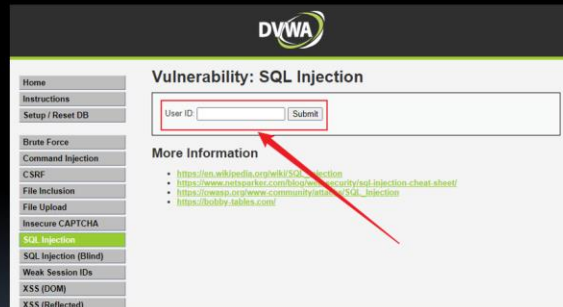 DVWA
Vulnerability: SQL Injection
Home
Instructions
Setup / Reset DB
Brute Force
Command Injection
CSRF
File Inclusion
File Upload
Insecure CAPTCHA
SQL Injection
SQL Injection (Blind)
Weak Session IDs
XSS (DOM)
XSS (Reflected)
User ID:
Submit
More Information
https://en.wikipedia.org/wiki/SQL_injection
https://www.netsparker.com/blog/web-security/sql-injection-cheat-sheet/
https://owasp.org/www-community/attacks/SQL_Injection
https://bobby-tables.com/